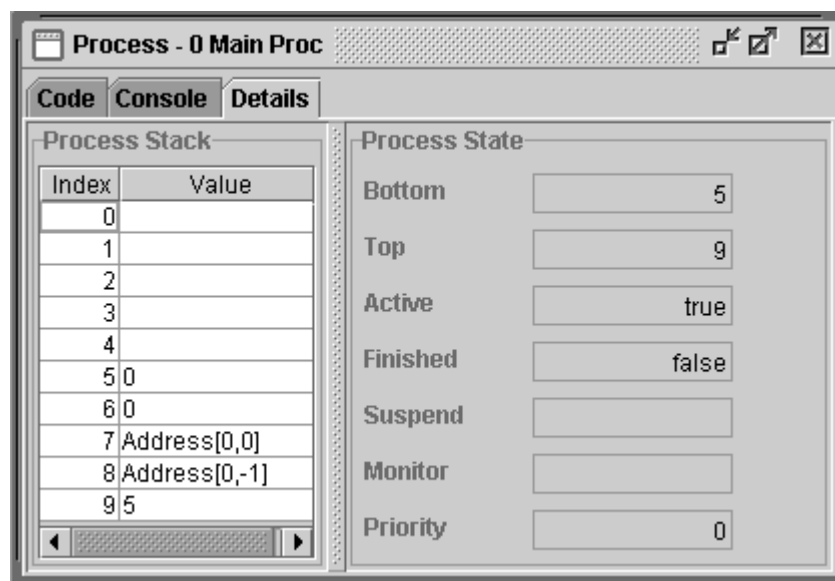 Process - 0 Main Proc
Code Console Details
Process Stack
Index Value
0
1
2
3
4
5 0
6 0
7 Address[0,0]
8 Address[0,-1]
9 5
Process State
Bottom 5
Top 9
Active true
Finished false
Suspend
Monitor
Priority 0